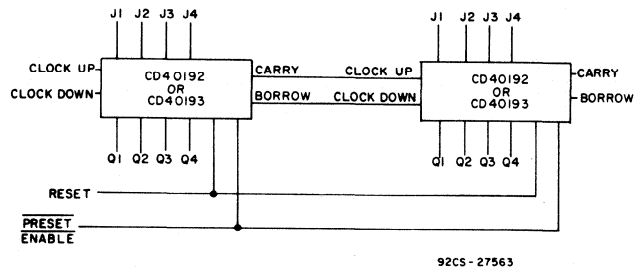 J1 J2 J3 J4
J1 J2 J3 J4
CLOCK UP
CD40192
OR
CD40193
CARRY
CLOCK UP
CD40192
OR
CD40193
CARRY
CLOCK DOWN
BORROW
CLOCK DOWN
BORROW
Q1 Q2 Q3 Q4
Q1 Q2 Q3 Q4
RESET
PRESET
ENABLE
92CS-27563